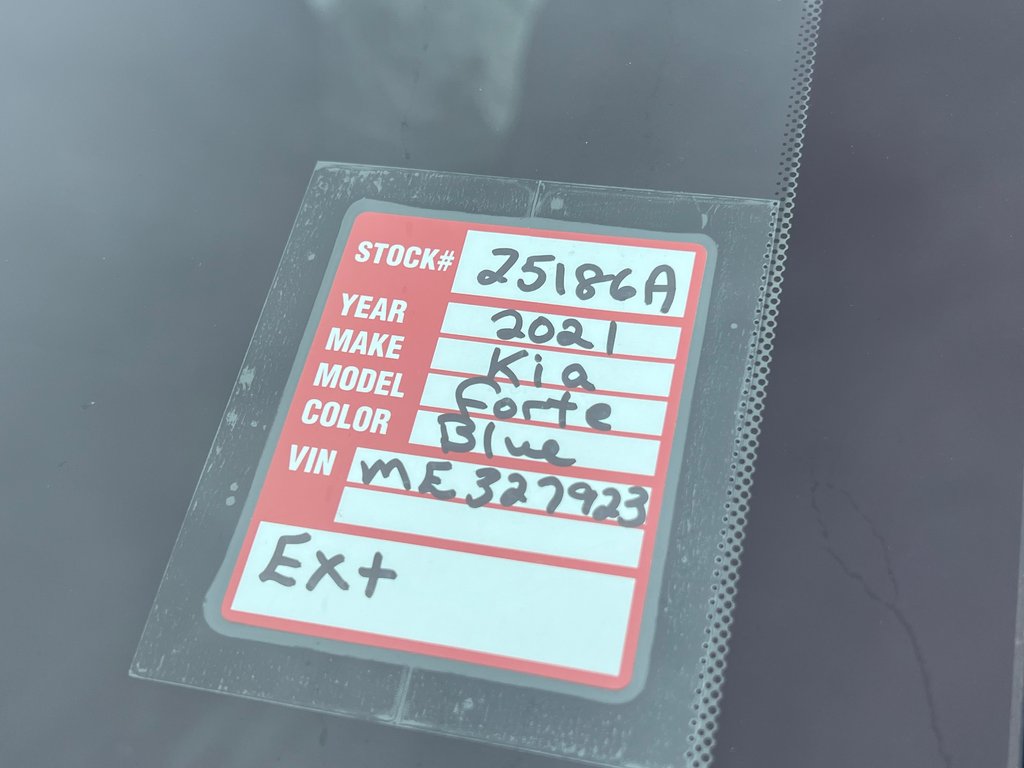 STOCK# 25186A
YEAR 2021
MAKE Kia
MODEL Forte
COLOR Blue
VIN ME327923
Ext